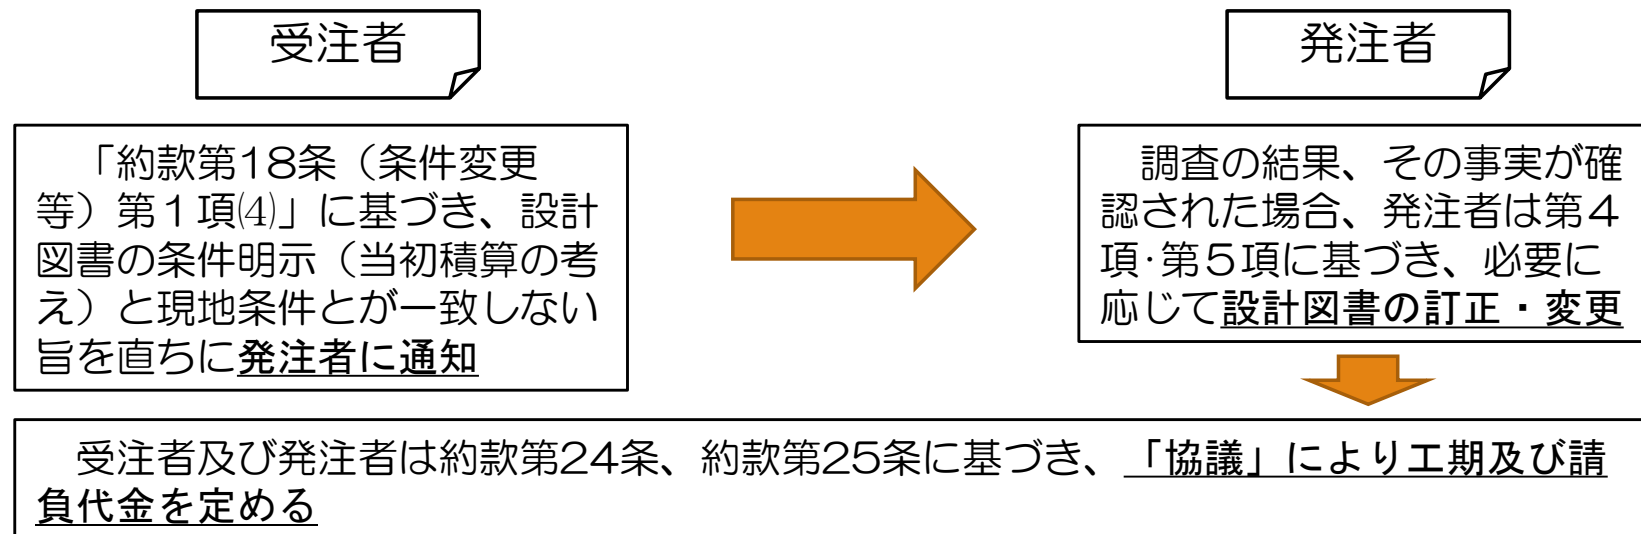 受注者
発注者
「約款第18条（条件変更
等）第１項⑷」に基づき、設計
図書の条件明示（当初積算の考
え）と現地条件とが一致しない
旨を直ちに発注者に通知
調査の結果、その事実が確
認された場合、発注者は第４
項･第５項に基づき、必要に
応じて設計図書の訂正・変更
受注者及び発注者は約款第24条、約款第25条に基づき、「協議」により工期及び請
負代金を定める